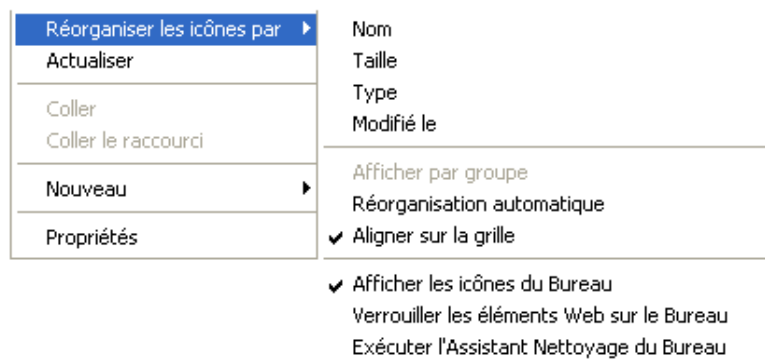 Réorganiser les icônes par
Actualiser
Coller
Coller le raccourci
Nouveau
Propriétés
Nom
Taille
Type
Modifié le
Afficher par groupe
Réorganisation automatique
Aligner sur la grille
Afficher les icônes du Bureau
Verrouiller les éléments Web sur le Bureau
Exécuter l'Assistant Nettoyage du Bureau